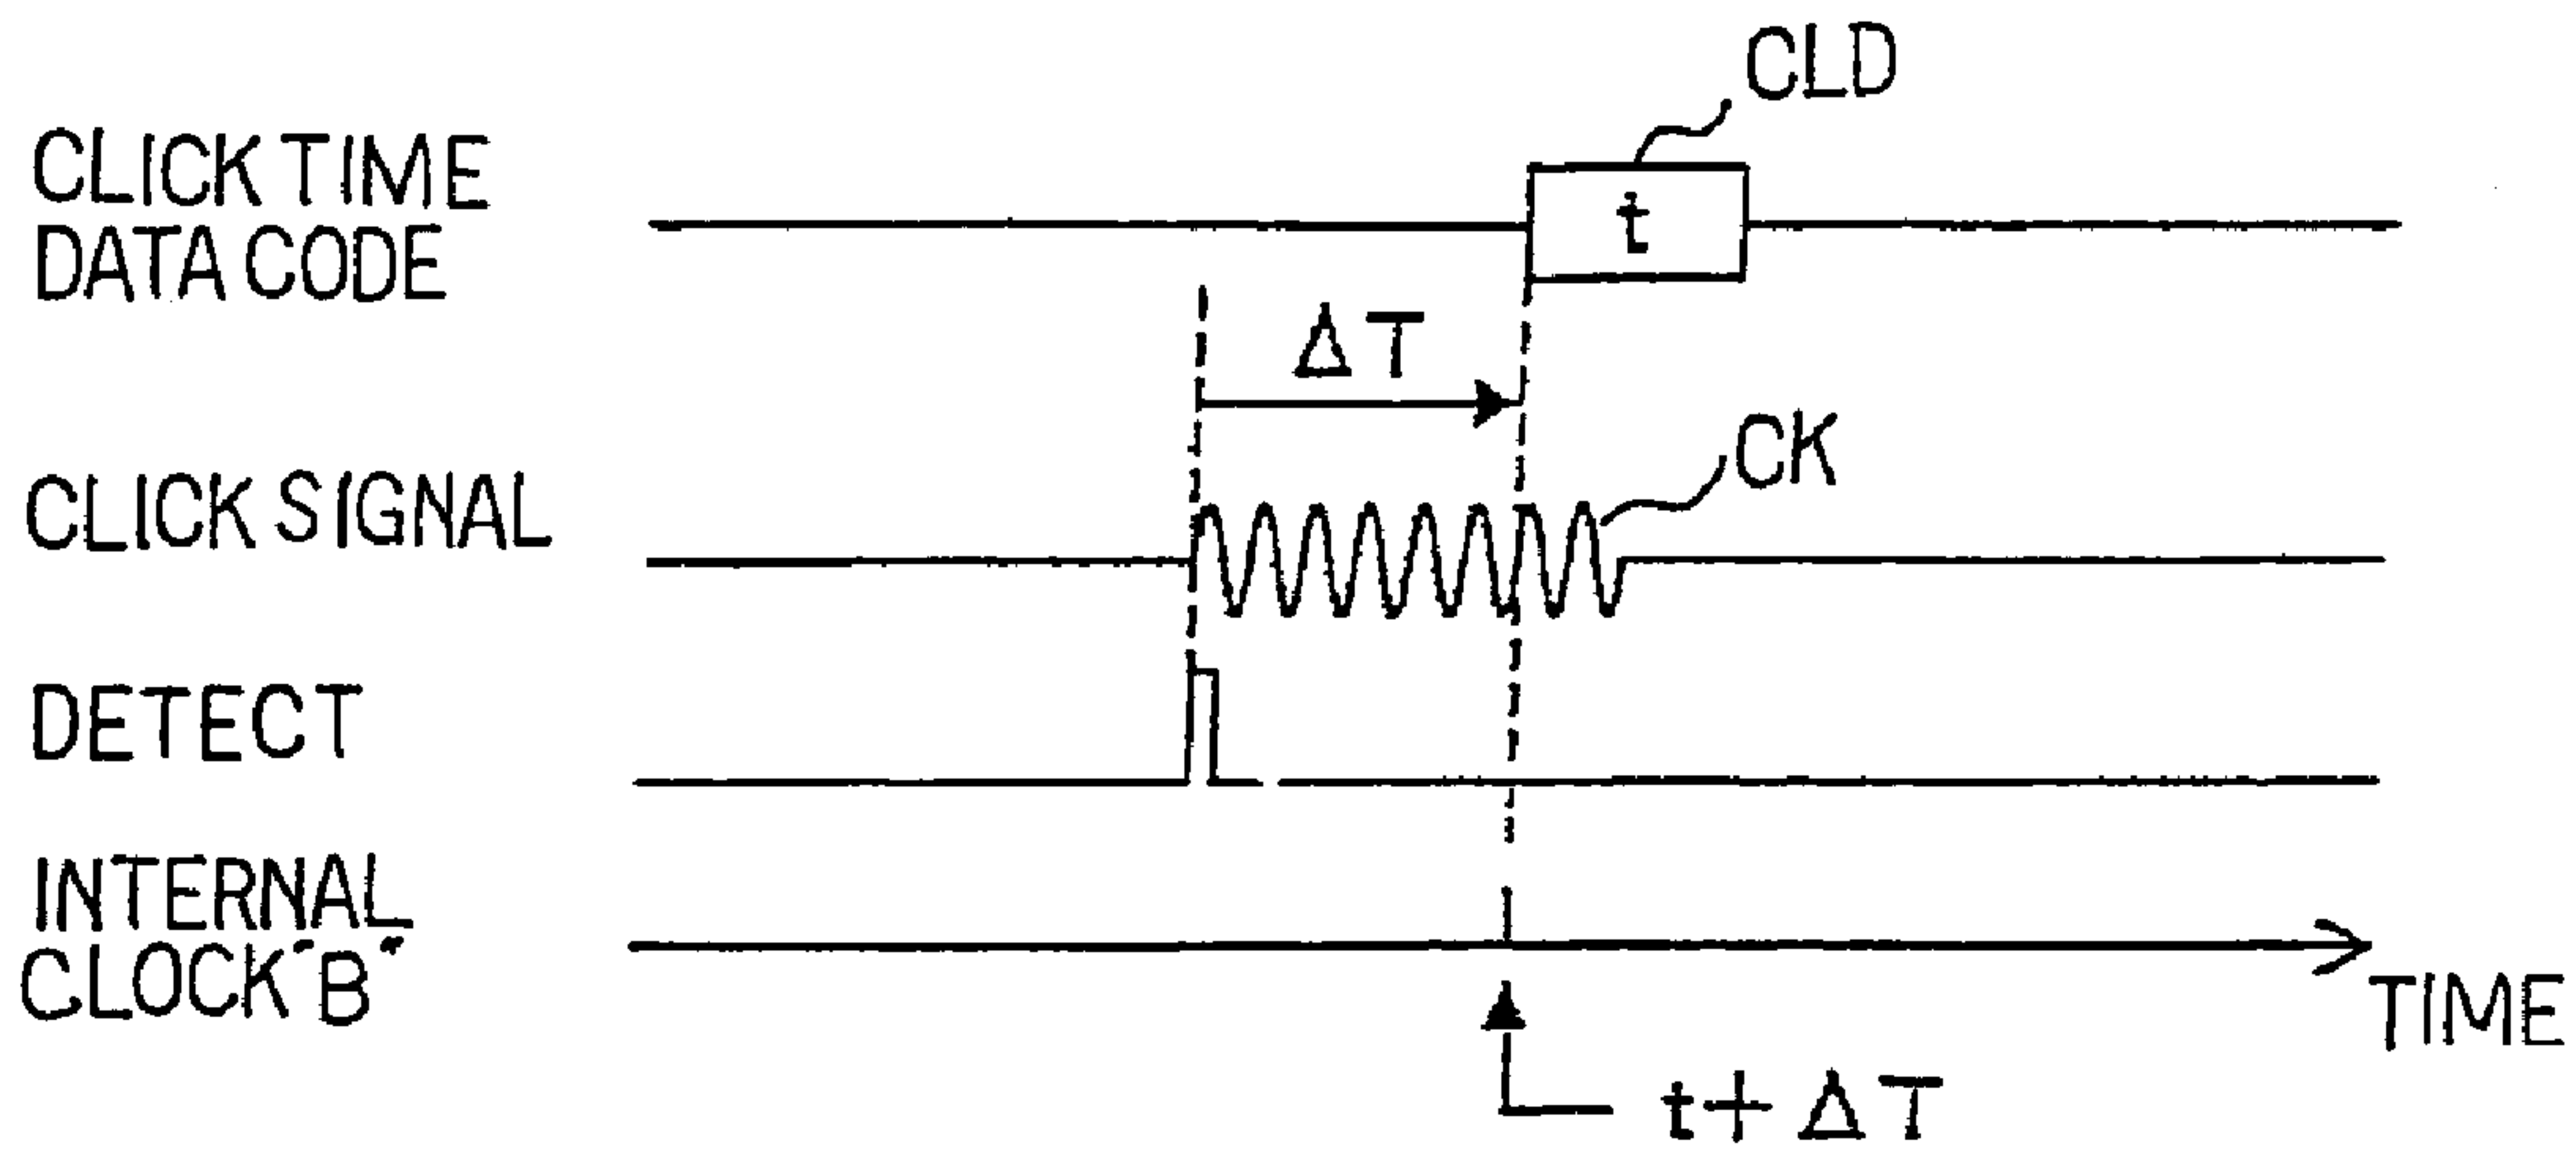 CLD
CLICK TIME
DATA CODE
t
ΔT
CK
CLICK SIGNAL
DETECT
INTERNAL
CLOCK "B"
TIME
t+ΔT